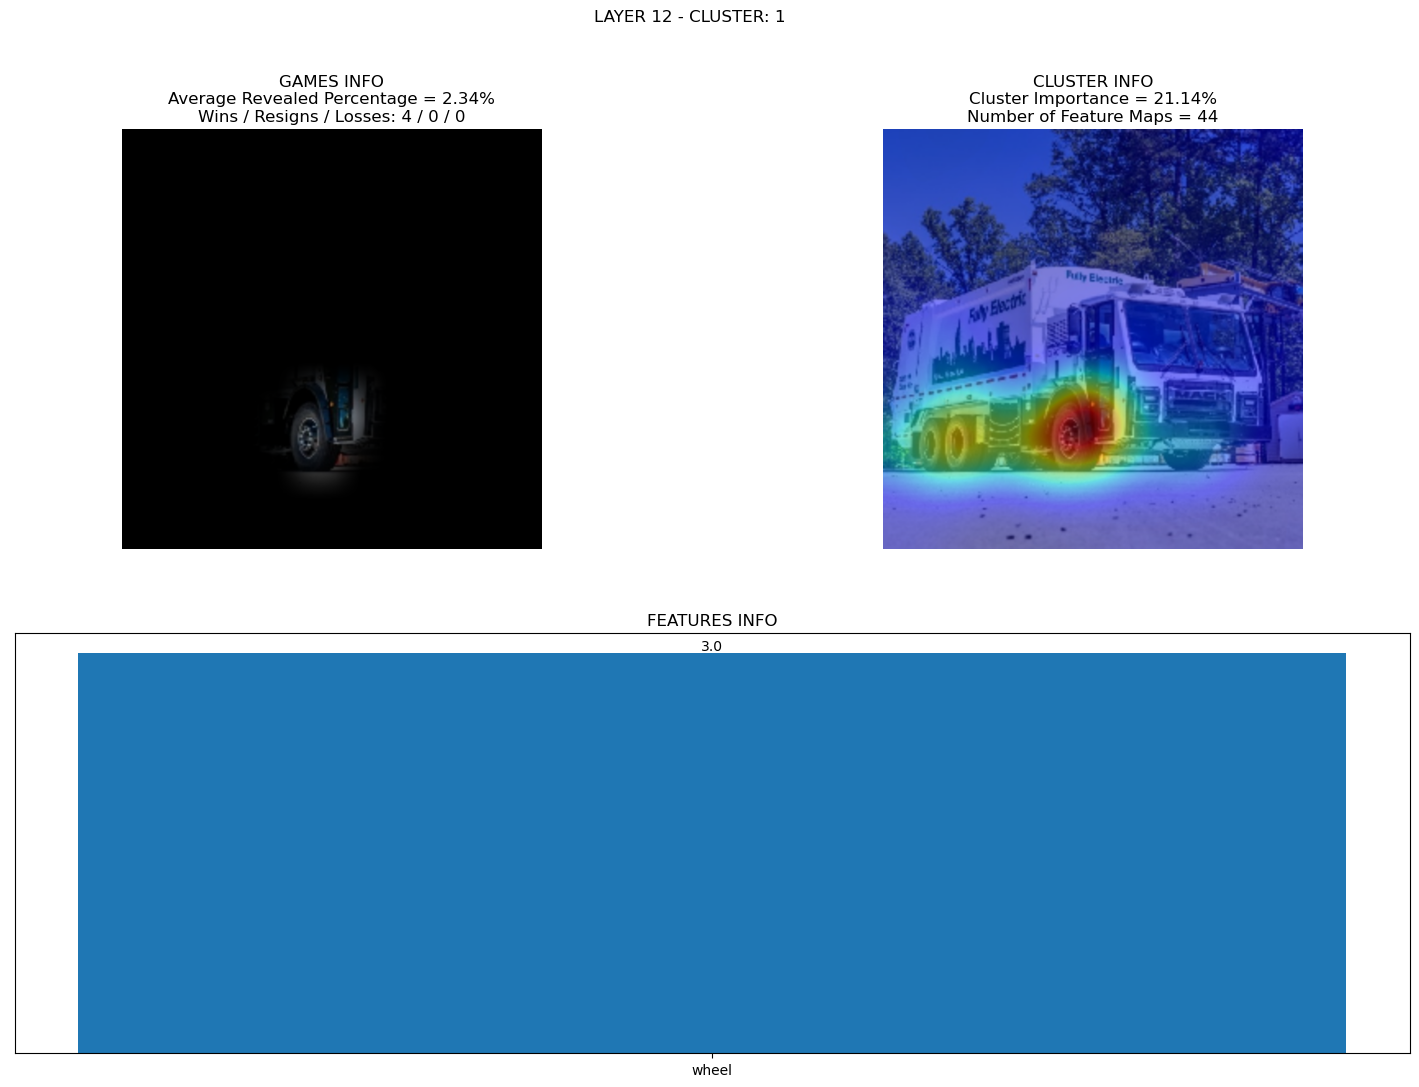 LAYER 12 - CLUSTER: 1
GAMES INFO
Average Revealed Percentage = 2.34%
Wins / Resigns / Losses: 4 / 0 / 0
CLUSTER INFO
Cluster Importance = 21.14%
Number of Feature Maps = 44
Fully Electric
Fully Electric
FEATURES INFO
3.0
wheel